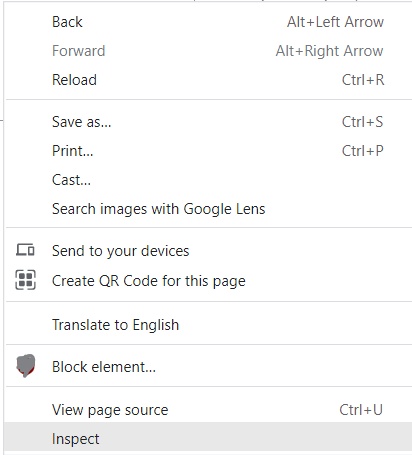 Back Alt+Left Arrow
Forward Alt+Right Arrow
Reload Ctrl+R
Save as... Ctrl+S
Print... Ctrl+P
Cast...
Search images with Google Lens
Send to your devices
Create QR Code for this page
Translate to English
Block element...
View page source Ctrl+U
Inspect